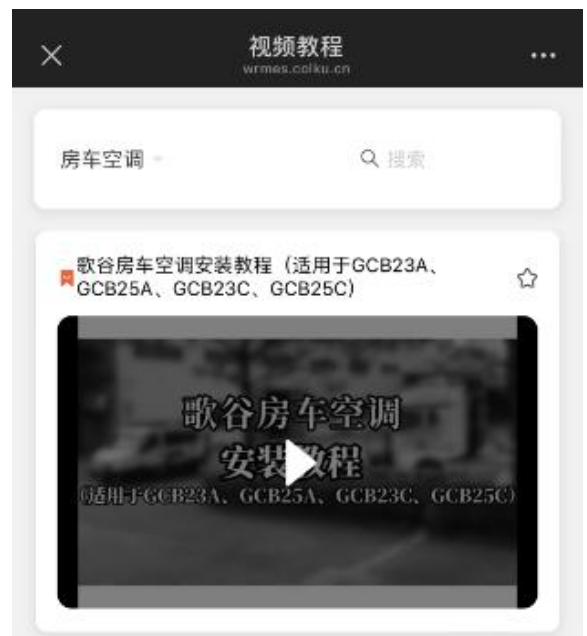 视频教程
wrmes.colku.cn
房车空调
搜索
歌谷房车空调安装教程（适用于GCB23A、
GCB25A、GCB23C、GCB25C)
歌谷房车空调
安装教程
(适用于GCB23A、GCB25A、GCB23C、GCB25C)